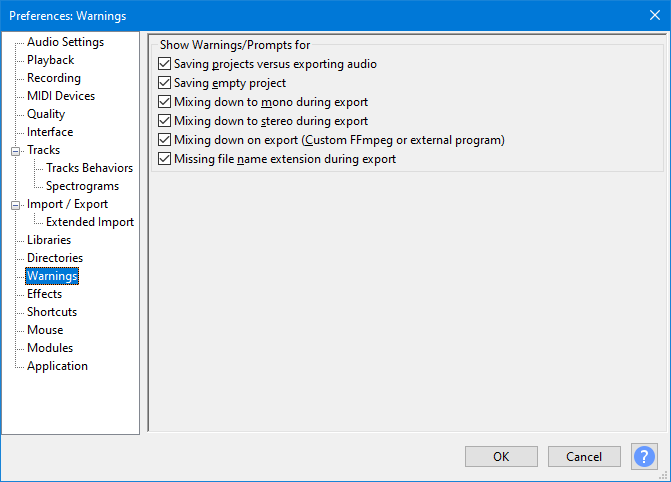 Preferences: Warnings
Audio Settings
Playback
Recording
MIDI Devices
Quality
Interface
Tracks
Tracks Behaviors
Spectrograms
Import / Export
Extended Import
Libraries
Directories
Warnings
Effects
Shortcuts
Mouse
Modules
Application
Show Warnings/Prompts for
Saving projects versus exporting audio
Saving empty project
Mixing down to mono during export
Mixing down to stereo during export
Mixing down on export (Custom FFmpeg or external program)
Missing file name extension during export
OK
Cancel
?